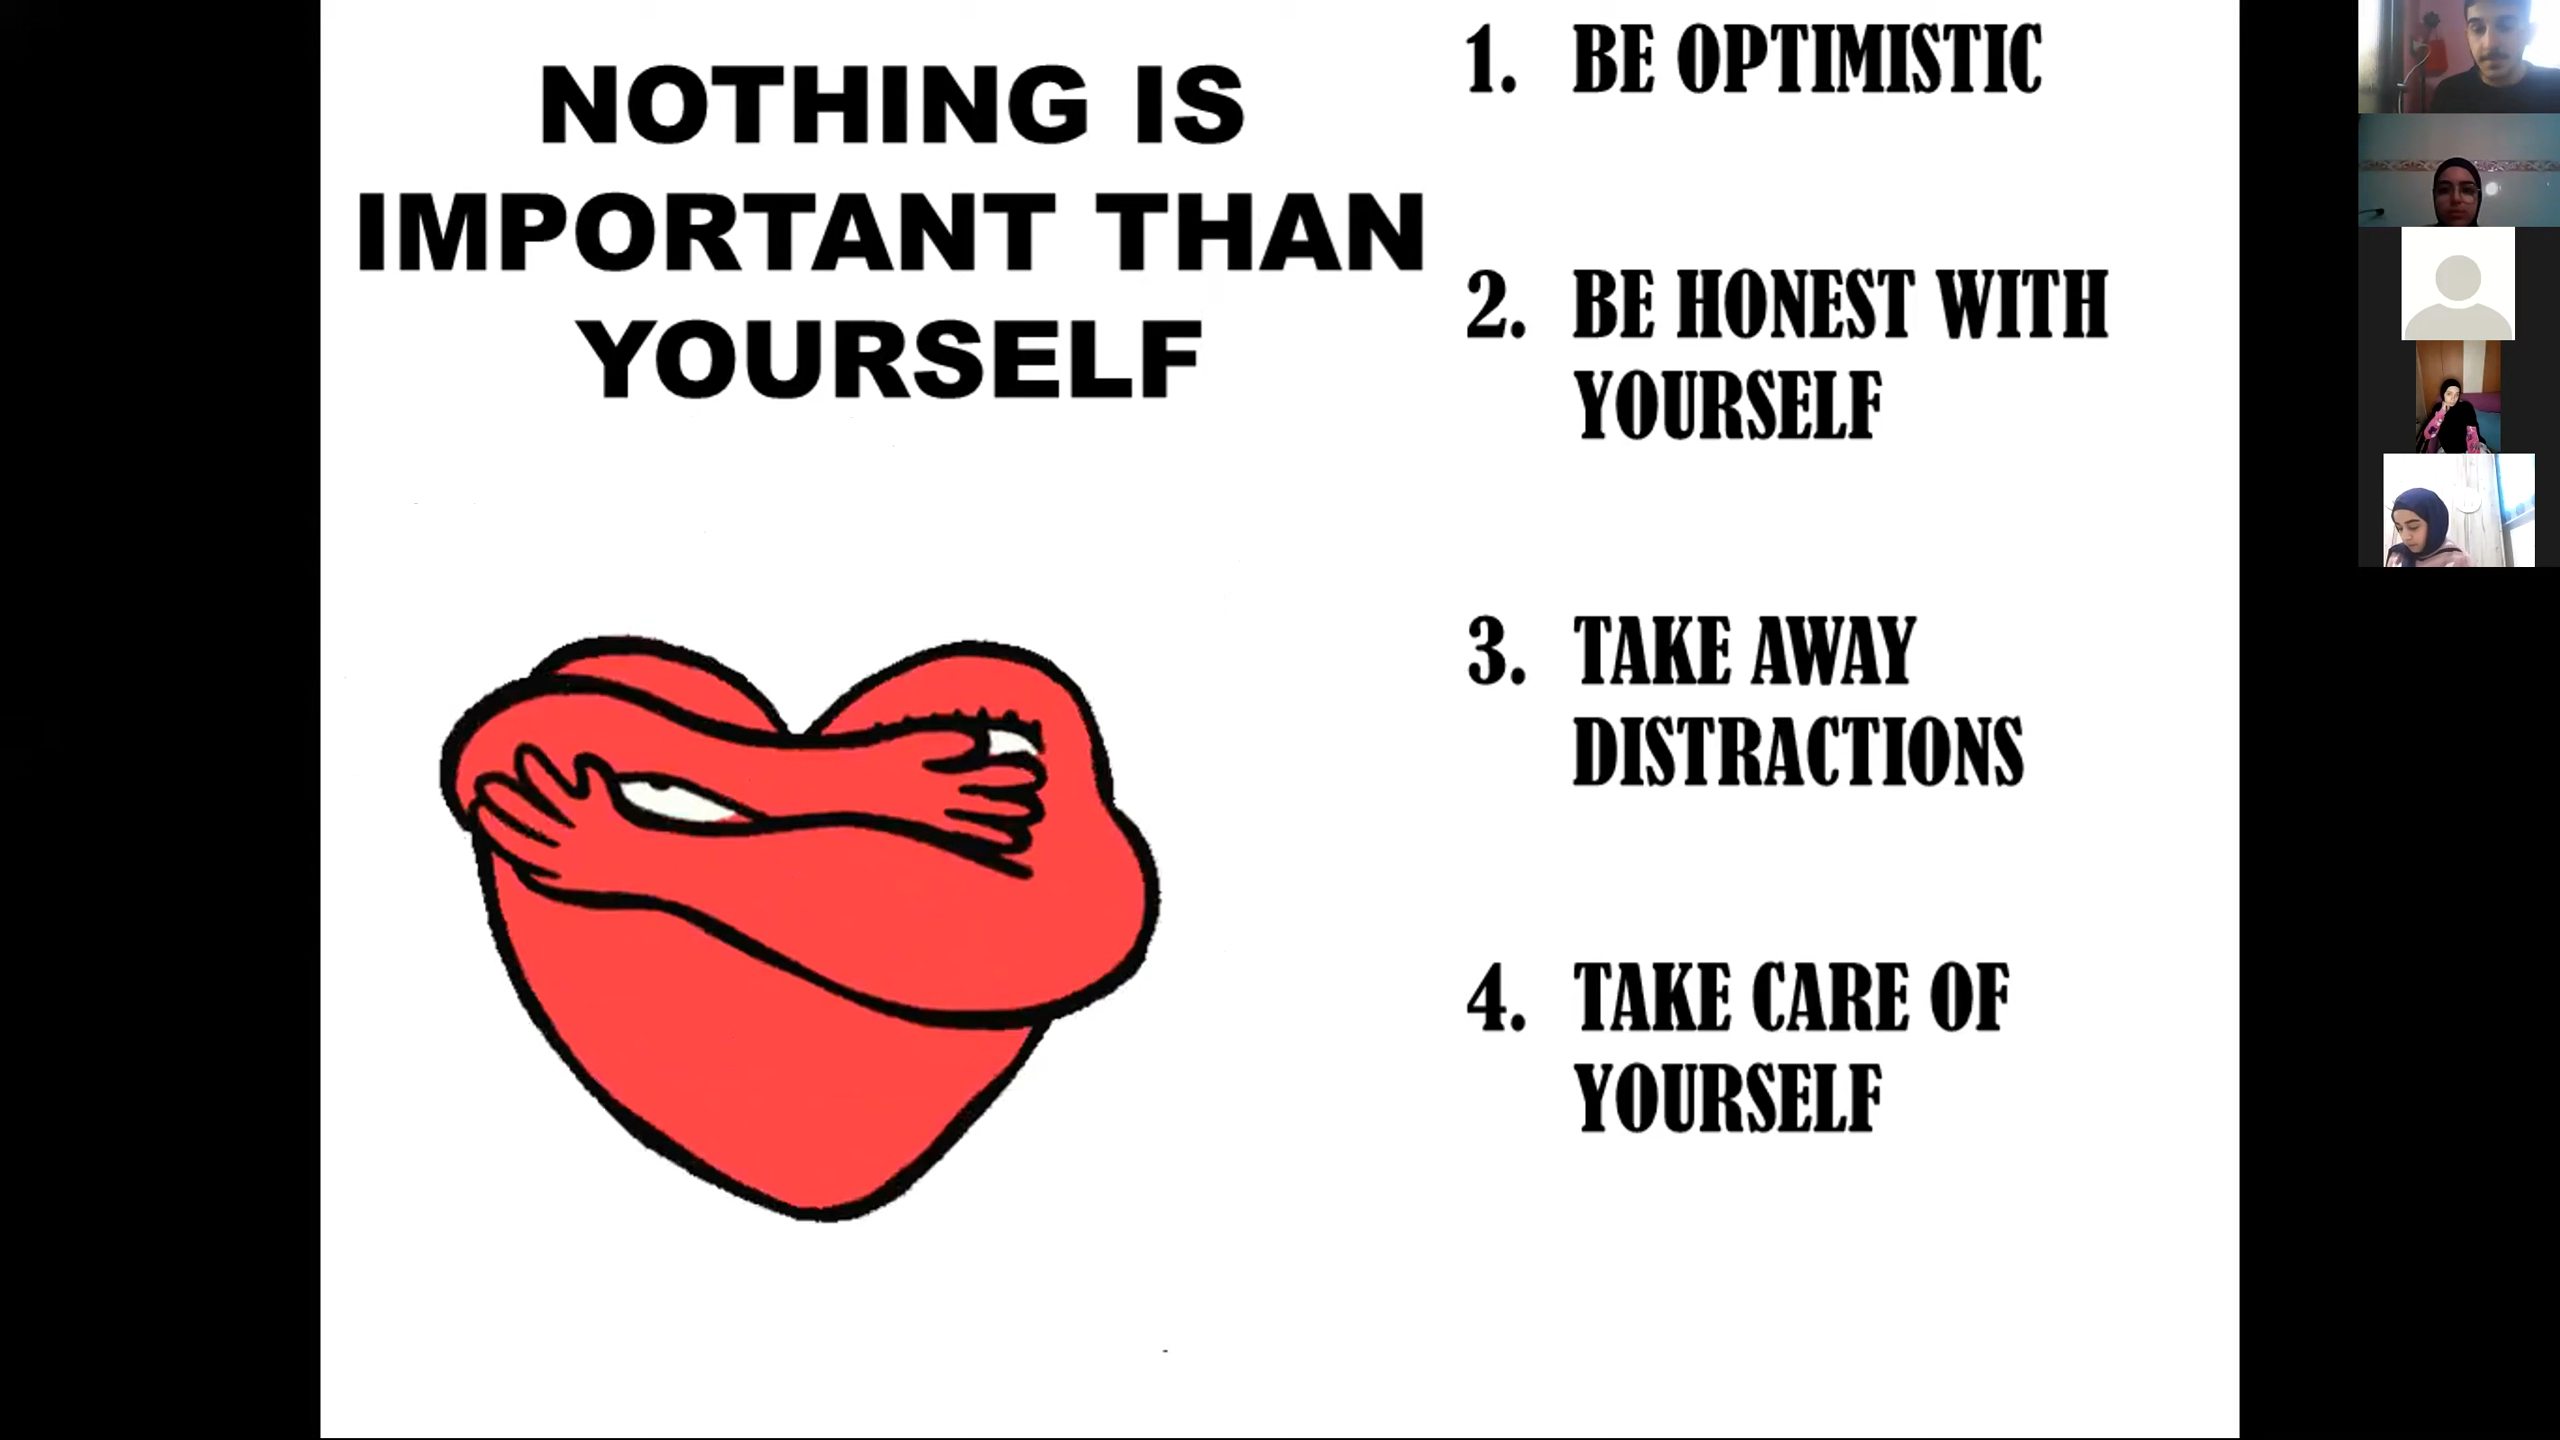 NOTHING IS
IMPORTANT THAN
YOURSELF
1. BE OPTIMISTIC
2. BE HONEST WITH
YOURSELF
3. TAKE AWAY
DISTRACTIONS
4. TAKE CARE OF
YOURSELF